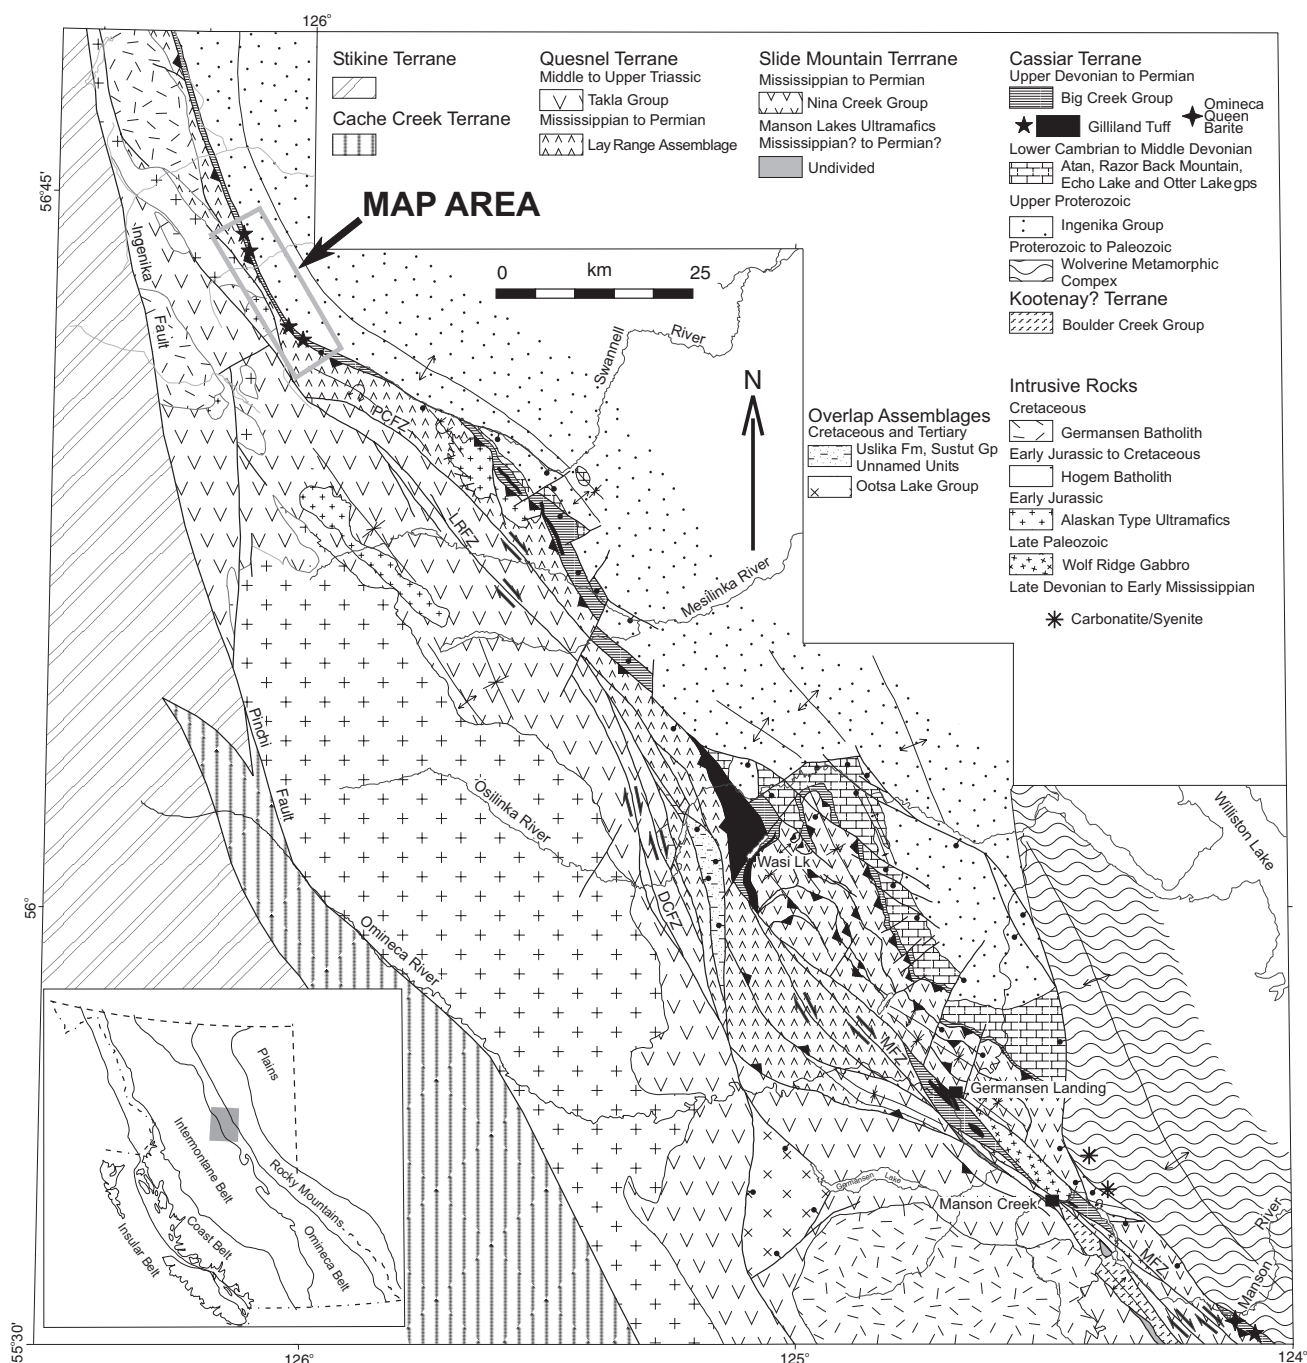 126°
Stikine Terrane
Cache Creek Terrane
Quesnel Terrane
Middle to Upper Triassic
Takla Group
Mississippian to Permian
Lay Range Assemblage
Slide Mountain Terrrane
Mississippian to Permian
Nina Creek Group
Manson Lakes Ultramafics
Mississippian? to Permian?
Undivided
Cassiar Terrane
Upper Devonian to Permian
Big Creek Group
Omineca
Queen
Barite
Gilliland Tuff
Lower Cambrian to Middle Devonian
Atan, Razor Back Mountain,
Echo Lake and Otter Lake gps
Upper Proterozoic
Ingenika Group
Proterozoic to Paleozoic
Wolverine Metamorphic
Compex
Kootenay? Terrane
Boulder Creek Group
Intrusive Rocks
Cretaceous
Germansen Batholith
Early Jurassic to Cretaceous
Hogem Batholith
Early Jurassic
Alaskan Type Ultramafics
Late Paleozoic
Wolf Ridge Gabbro
Late Devonian to Early Mississippian
Carbonatite/Syenite
Overlap Assemblages
Cretaceous and Tertiary
Uslika Fm, Sustut Gp
Unnamed Units
Ootsa Lake Group
56°45'
MAP AREA
0 km 25
N
Ingenika
Fault
Swannell
River
PCFZ
LRFZ
Mesilinka River
Pinchi
Fault
Osilinka River
Williston Lake
Wasi Lk
56°
DCFZ
Omineca River
MFZ
Germansen Landing
Germansen Lake
Manson Creek
MFZ
Manson
River
Plains
Rocky Mountains
Intermontane Belt
Omineca Belt
Coast Belt
Insular Belt
55°30'
126°
125°
124°